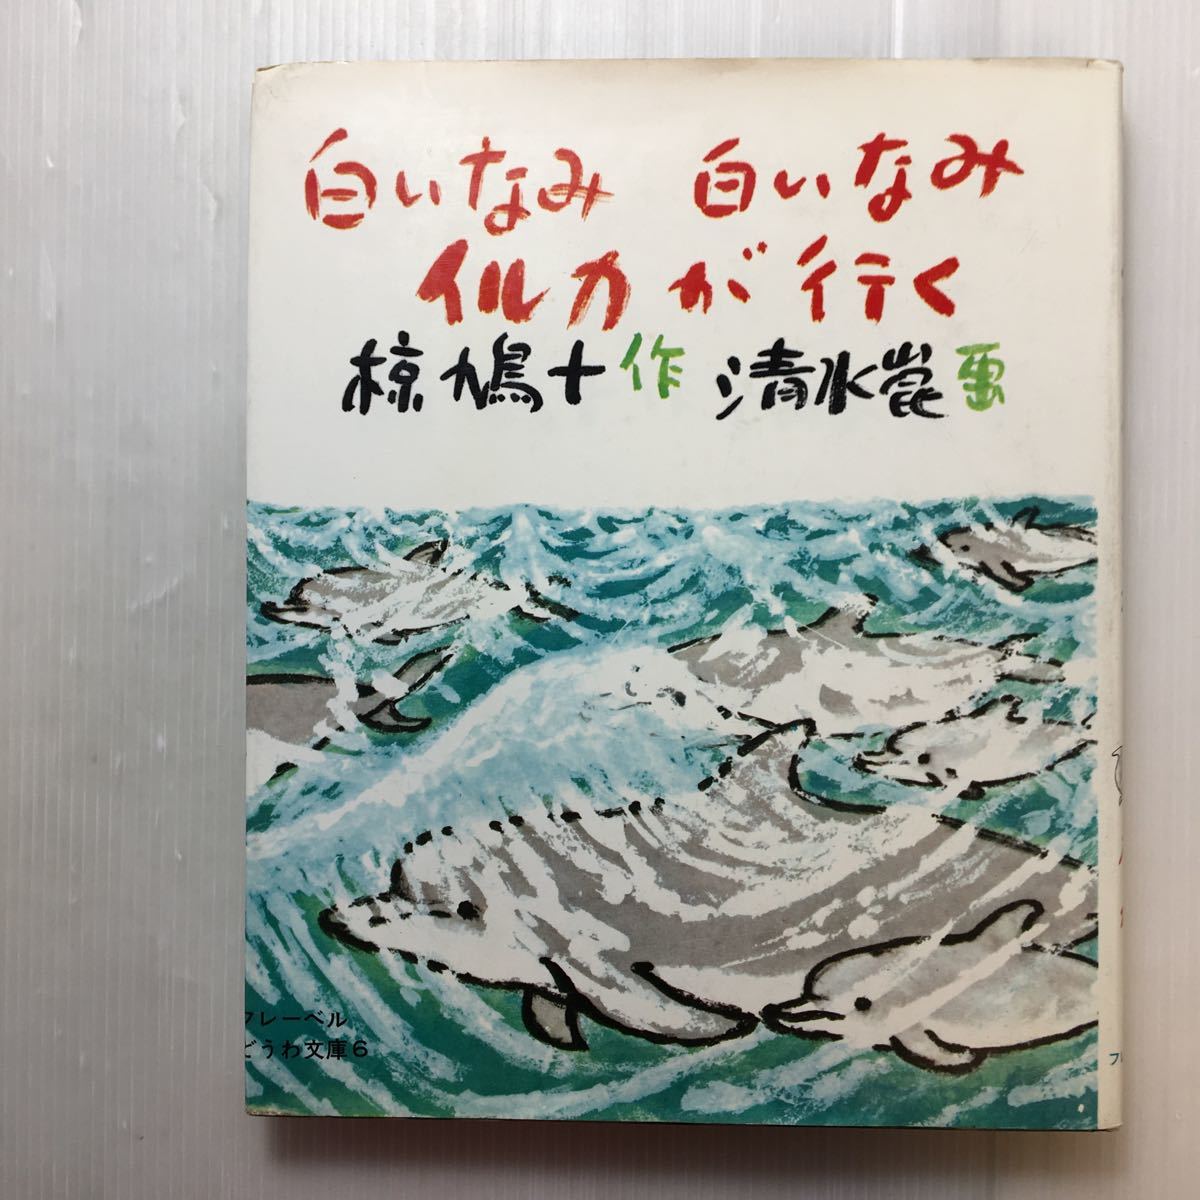 白いなみ 白いなみ
イルカが行く
椋鳩十作 清水崑画
フレーベル
どうわ文庫6